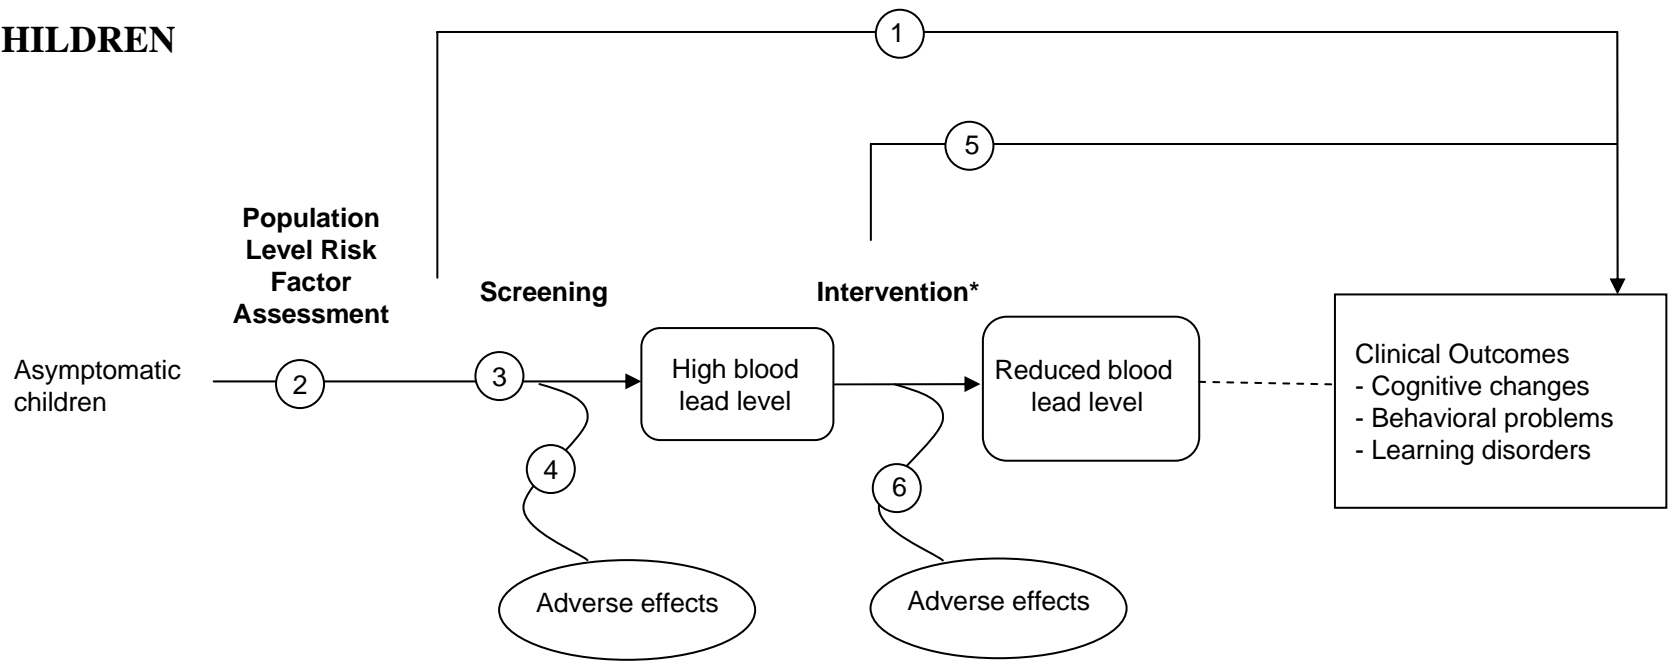 HILDREN
1
5
Population
Level Risk
Factor
Assessment
Screening
Intervention*
Asymptomatic
children
2
3
High blood
lead level
Reduced blood
lead level
Clinical Outcomes
- Cognitive changes
- Behavioral problems
- Learning disorders
4
6
Adverse effects
Adverse effects